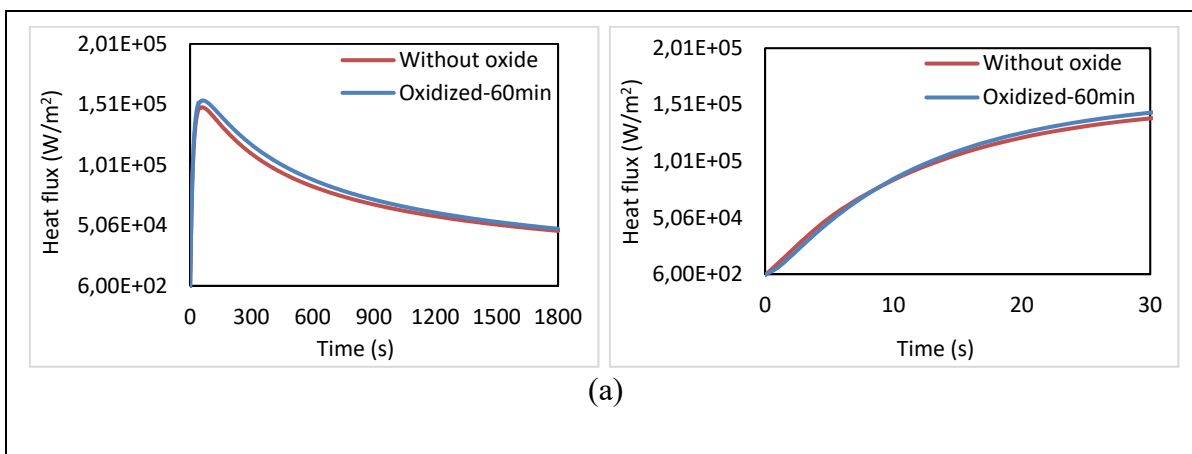 Heat flux (W/m²)
2,01E+05
1,51E+05
1,01E+05
5,06E+04
6,00E+02
Without oxide
Oxidized-60min
0 300 600 900 1200 1500 1800
Time (s)
Heat flux (W/m²)
2,01E+05
1,51E+05
1,01E+05
5,06E+04
6,00E+02
Without oxide
Oxidized-60min
0 10 20 30
Time (s)
(a)